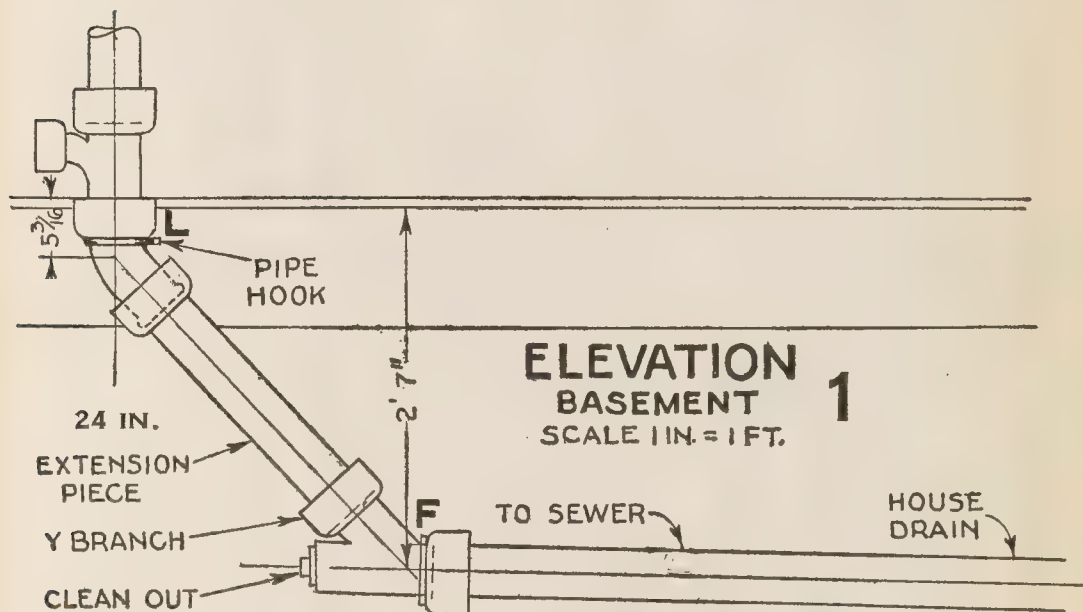 5 3/16
L
PIPE
HOOK
2' 7"
ELEVATION
BASEMENT
SCALE 1 IN. = 1 FT.
1
24 IN.
EXTENSION
PIECE
Y BRANCH
CLEAN OUT
F
TO SEWER
HOUSE
DRAIN